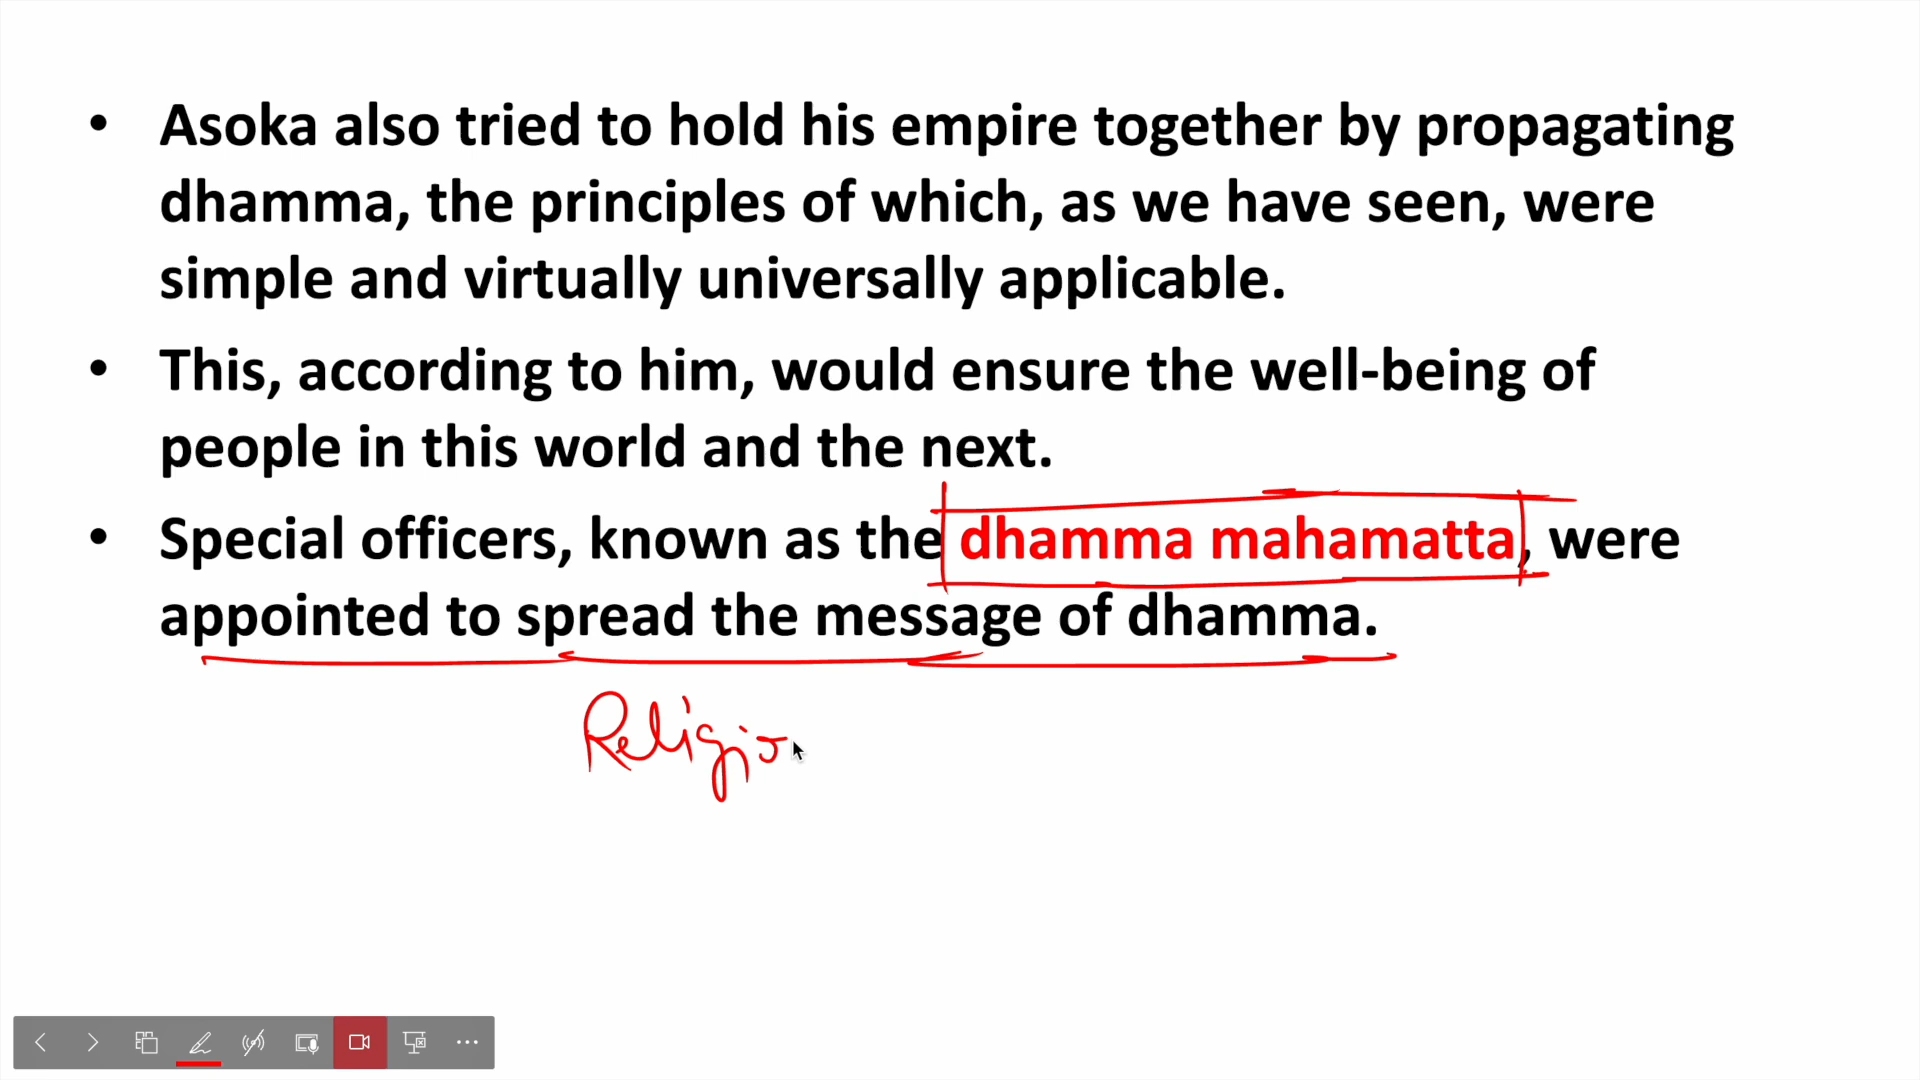 • Asoka also tried to hold his empire together by propagating
dhamma, the principles of which, as we have seen, were
simple and virtually universally applicable.
• This, according to him, would ensure the well-being of
people in this world and the next.
• Special officers, known as the dhamma mahamatta, were
appointed to spread the message of dhamma.
Religio